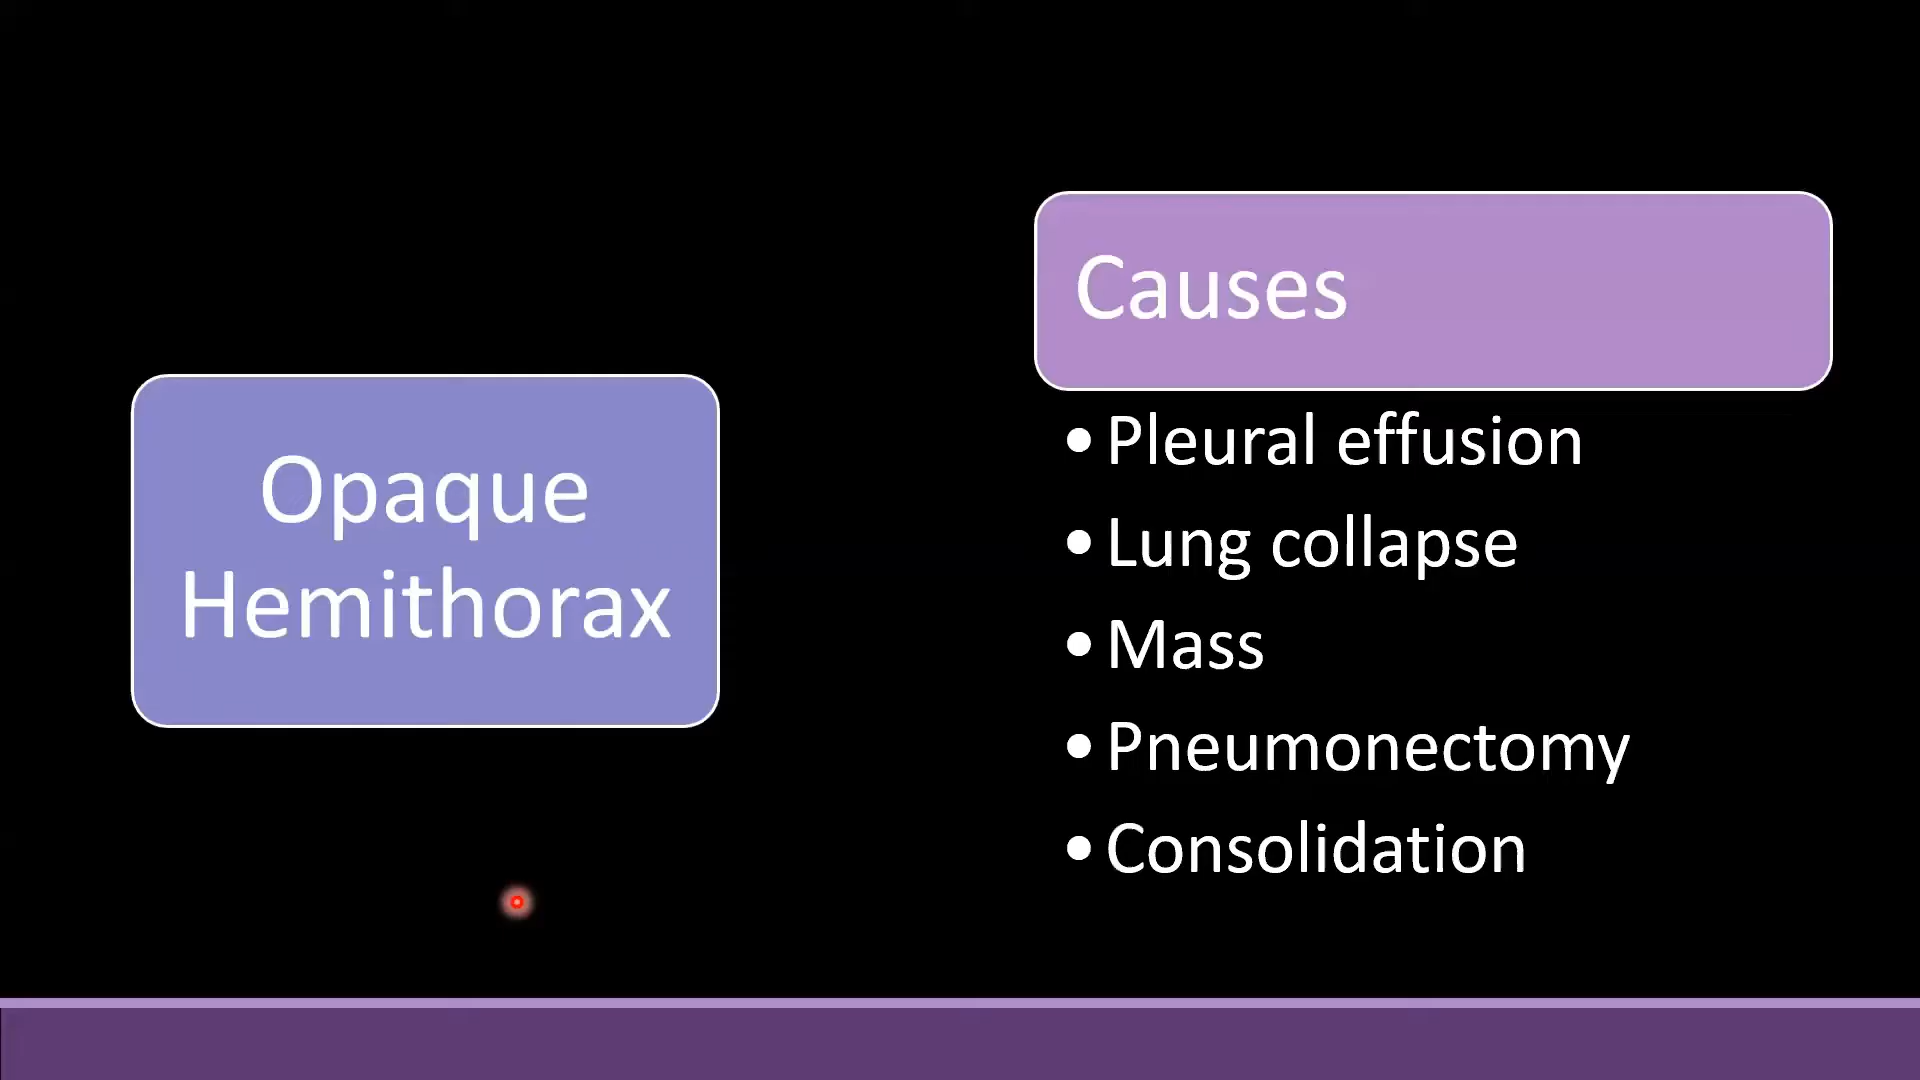 Opaque
Hemithorax
Causes
• Pleural effusion
• Lung collapse
• Mass
• Pneumonectomy
• Consolidation